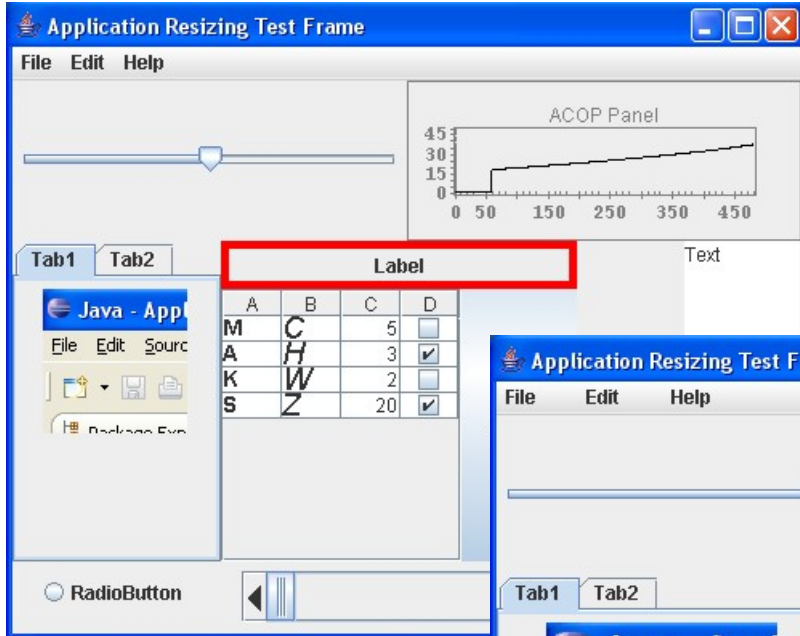 Application Resizing Test Frame
File Edit Help
ACOP Panel
45
30
15
0
0 50 150 250 350 450
Tab1 Tab2
Label
Text
Java - Appl
File Edit Sourc
A B C D
M C 5
A H 3
K W 2
S Z 20
RadioButton
Application Resizing Test F
File Edit Help
Tab1 Tab2